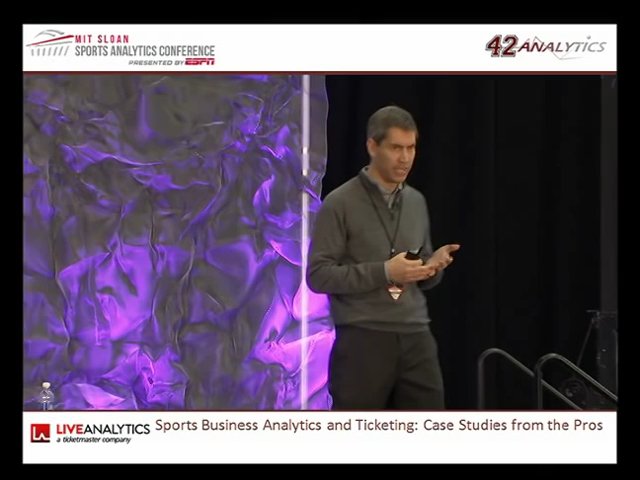 MIT SLOAN
SPORTS ANALYTICS CONFERENCE
PRESENTED BY ESPN
42 ANALYTICS
LIVEANALYTICS
a ticketmaster company
Sports Business Analytics and Ticketing: Case Studies from the Pros